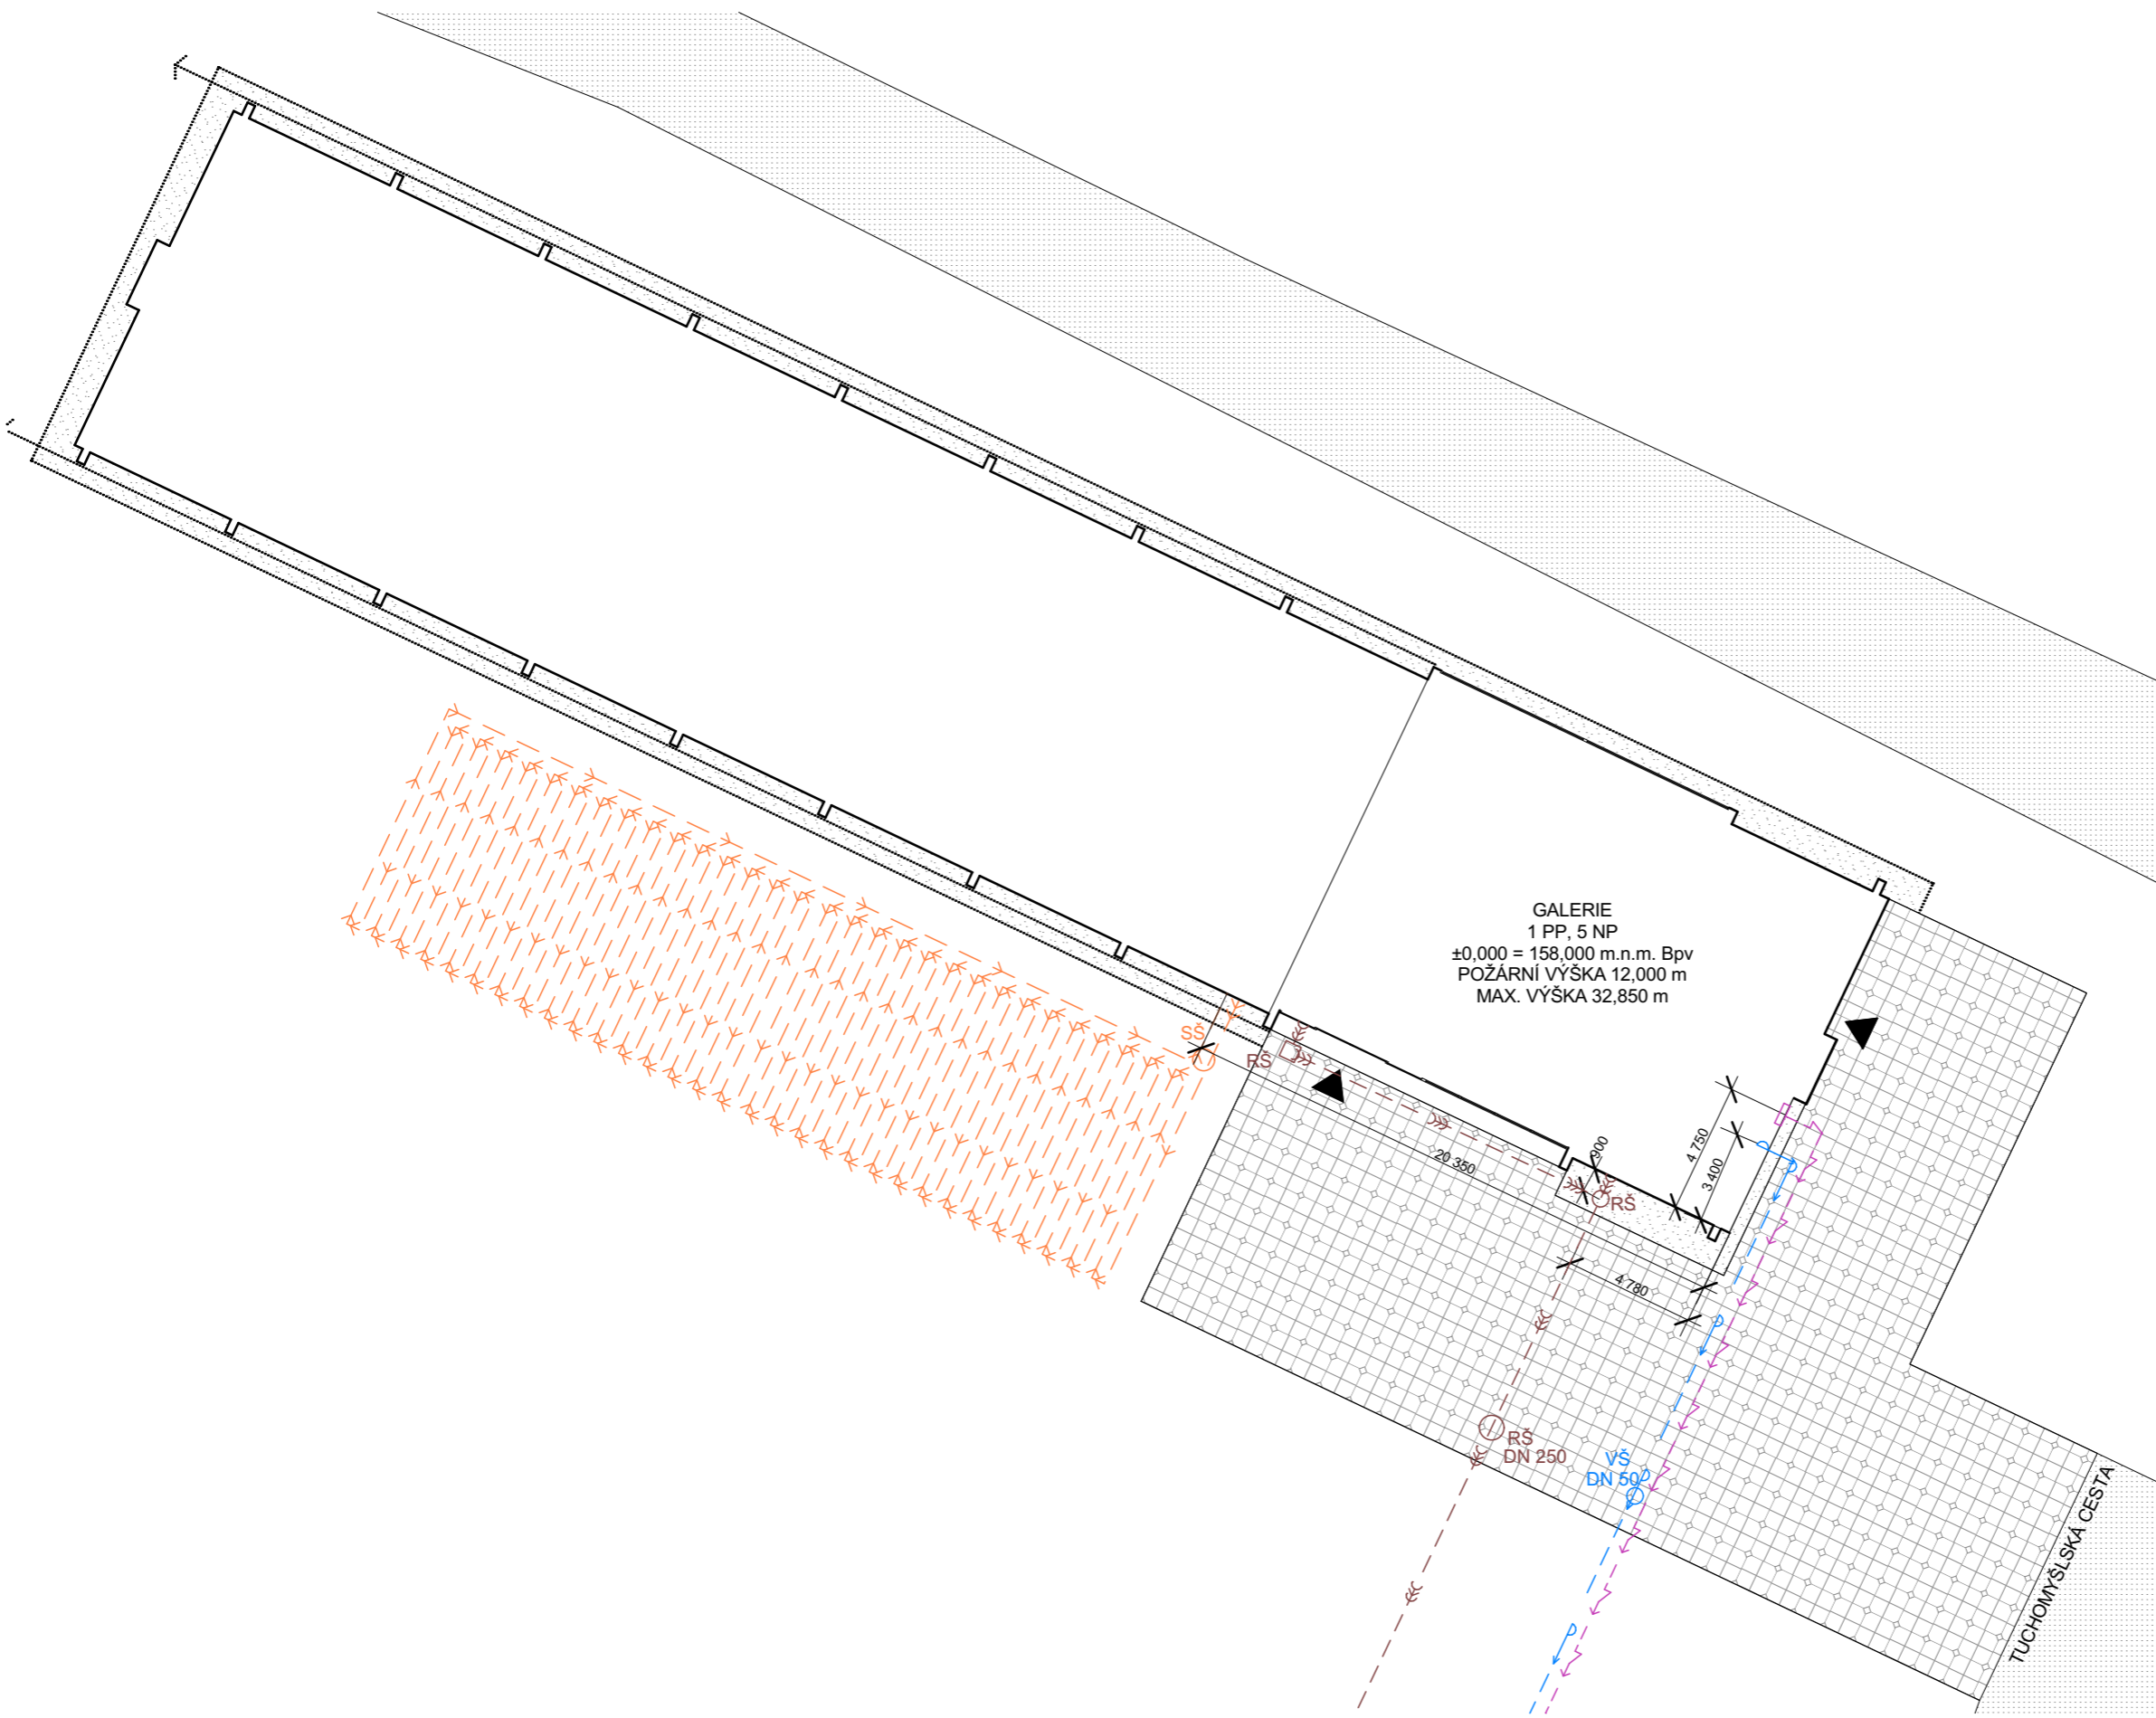 GALERIE
1 PP, 5 NP
±0,000 = 158,000 m.n.m. Bpv
POŽÁRNÍ VÝŠKA 12,000 m
MAX. VÝŠKA 32,850 m
SŠ
RŠ
900
4 750
3 400
20 350
RŠ
4 780
RŠ
DN 250
VŠ
DN 50
TUCHOMYŠLSKÁ CESTA